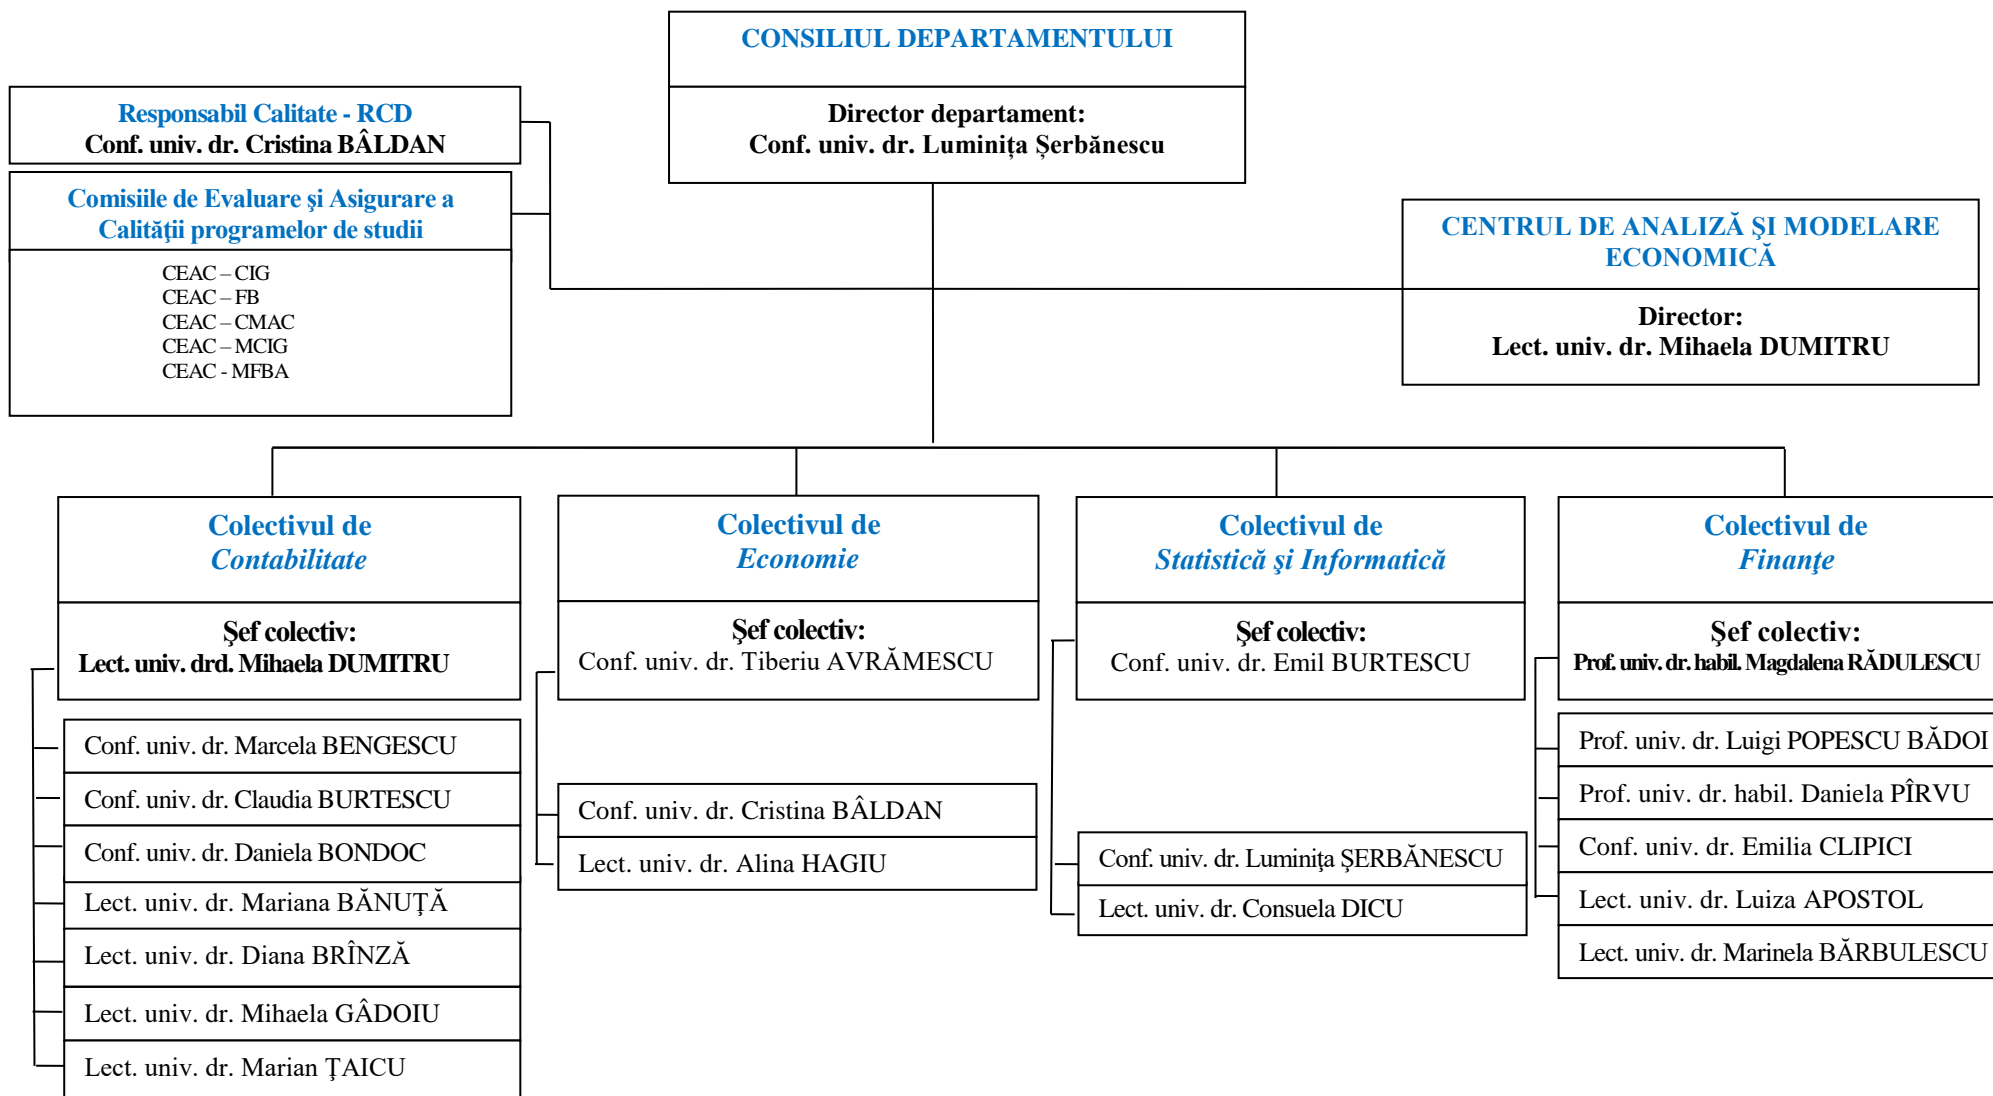 CONSILIUL DEPARTAMENTULUI
Director departament:
Conf. univ. dr. Luminița Șerbănescu
Responsabil Calitate - RCD
Conf. univ. dr. Cristina BÂLDAN
Comisiile de Evaluare şi Asigurare a
Calităţii programelor de studii
CEAC – CIG
CEAC – FB
CEAC – CMAC
CEAC – MCIG
CEAC - MFBA
CENTRUL DE ANALIZĂ ŞI MODELARE
ECONOMICĂ
Director:
Lect. univ. dr. Mihaela DUMITRU
Colectivul de
Contabilitate
Şef colectiv:
Lect. univ. drd. Mihaela DUMITRU
Conf. univ. dr. Marcela BENGESCU
Conf. univ. dr. Claudia BURTESCU
Conf. univ. dr. Daniela BONDOC
Lect. univ. dr. Mariana BĂNUŢĂ
Lect. univ. dr. Diana BRÎNZĂ
Lect. univ. dr. Mihaela GÂDOIU
Lect. univ. dr. Marian ŢAICU
Colectivul de
Economie
Şef colectiv:
Conf. univ. dr. Tiberiu AVRĂMESCU
Conf. univ. dr. Cristina BÂLDAN
Lect. univ. dr. Alina HAGIU
Colectivul de
Statistică şi Informatică
Şef colectiv:
Conf. univ. dr. Emil BURTESCU
Conf. univ. dr. Luminiţa ŞERBĂNESCU
Lect. univ. dr. Consuela DICU
Colectivul de
Finanţe
Şef colectiv:
Prof. univ. dr. habil. Magdalena RĂDULESCU
Prof. univ. dr. Luigi POPESCU BĂDOI
Prof. univ. dr. habil. Daniela PÎRVU
Conf. univ. dr. Emilia CLIPICI
Lect. univ. dr. Luiza APOSTOL
Lect. univ. dr. Marinela BĂRBULESCU